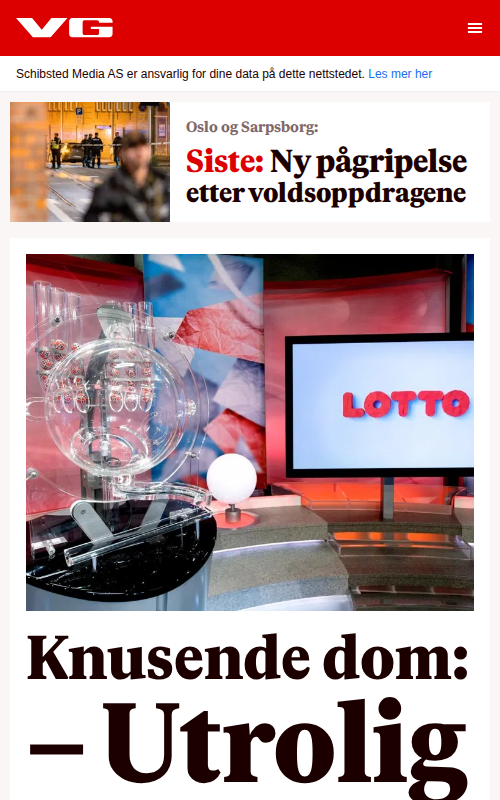 VG
Schibsted Media AS er ansvarlig for dine data på dette nettstedet. Les mer her
Oslo og Sarpsborg:
Siste: Ny pågripelse
etter voldsoppdragene
LOTTO
Knusende dom:
– Utrolig